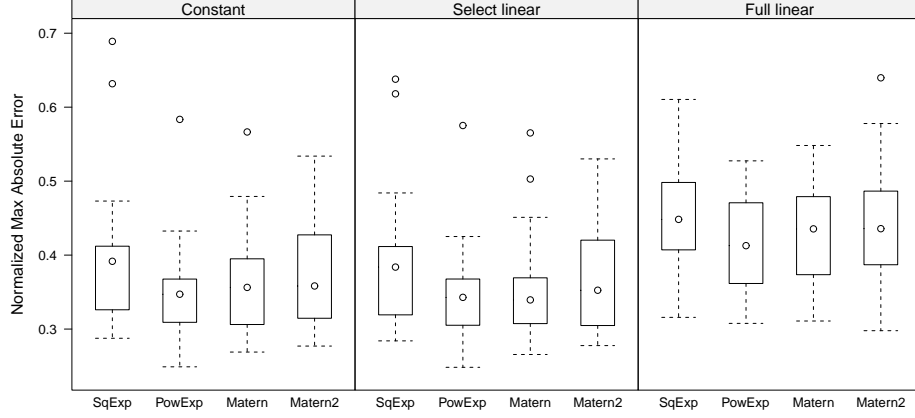 Constant Select linear Full linear
Normalized Max Absolute Error
0.7
0.6
0.5
0.4
0.3
SqExp PowExp Matern Matern2 SqExp PowExp Matern Matern2 SqExp PowExp Matern Matern2